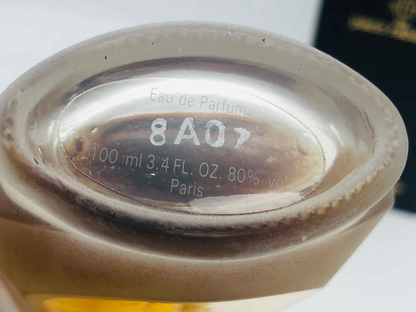 Eau de Parfum
8A07
100 ml 3.4 FL. OZ. 80% vol
Paris